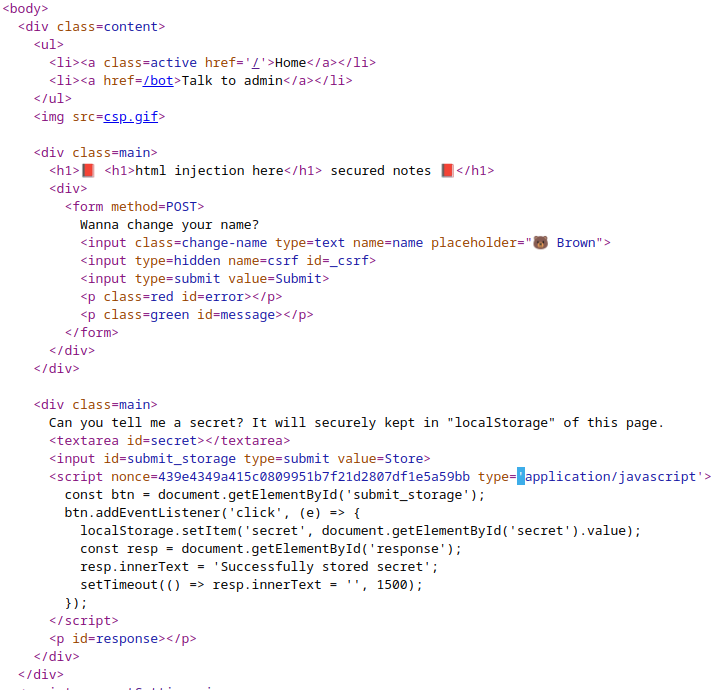 <body>
<div class=content>
<ul>
<li><a class=active href='/'>Home</a></li>
<li><a href=/bot>Talk to admin</a></li>
</ul>
<img src=csp.gif>
<div class=main>
<h1>📕 <h1>html injection here</h1> secured notes 📕</h1>
<div>
<form method=POST>
Wanna change your name?
<input class=change-name type=text name=name placeholder="🐻 Brown">
<input type=hidden name=csrf id=_csrf>
<input type=submit value=Submit>
<p class=red id=error></p>
<p class=green id=message></p>
</form>
</div>
</div>
<div class=main>
Can you tell me a secret? It will securely kept in "localStorage" of this page.
<textarea id=secret></textarea>
<input id=submit_storage type=submit value=Store>
<script nonce=439e4349a415c0809951b7f21d2807df1e5a59bb type='application/javascript'>
const btn = document.getElementById('submit_storage');
btn.addEventListener('click', (e) => {
localStorage.setItem('secret', document.getElementById('secret').value);
const resp = document.getElementById('response');
resp.innerText = 'Successfully stored secret';
setTimeout(() => resp.innerText = '', 1500);
});
</script>
<p id=response></p>
</div>
</div>